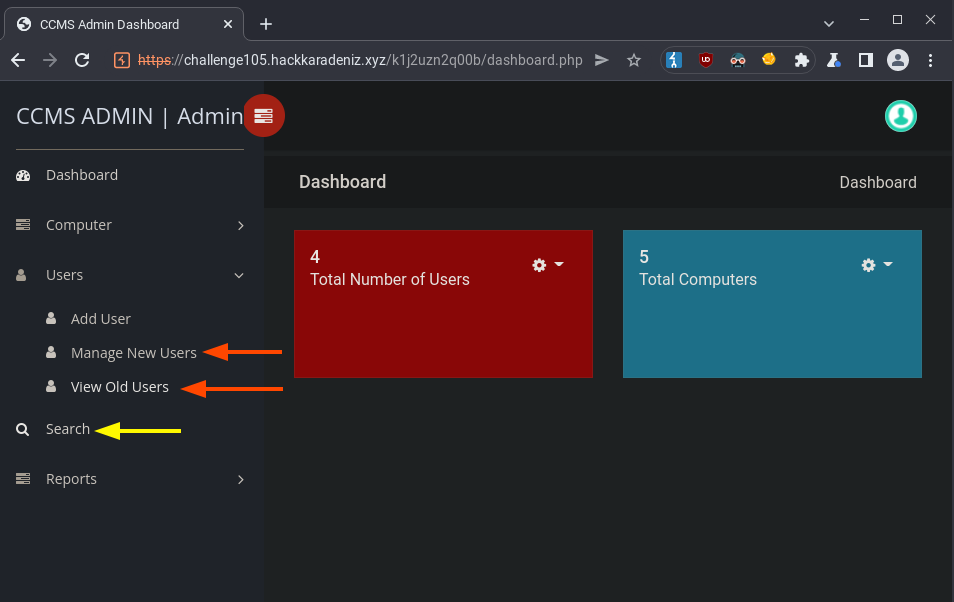 CCMS Admin Dashboard
https://challenge105.hackkaradeniz.xyz/k1j2uzn2q00b/dashboard.php
UD
CCMS ADMIN | Admin
Dashboard
Computer
Users
Add User
Manage New Users
View Old Users
Search
Reports
Dashboard
Dashboard
4
Total Number of Users
5
Total Computers